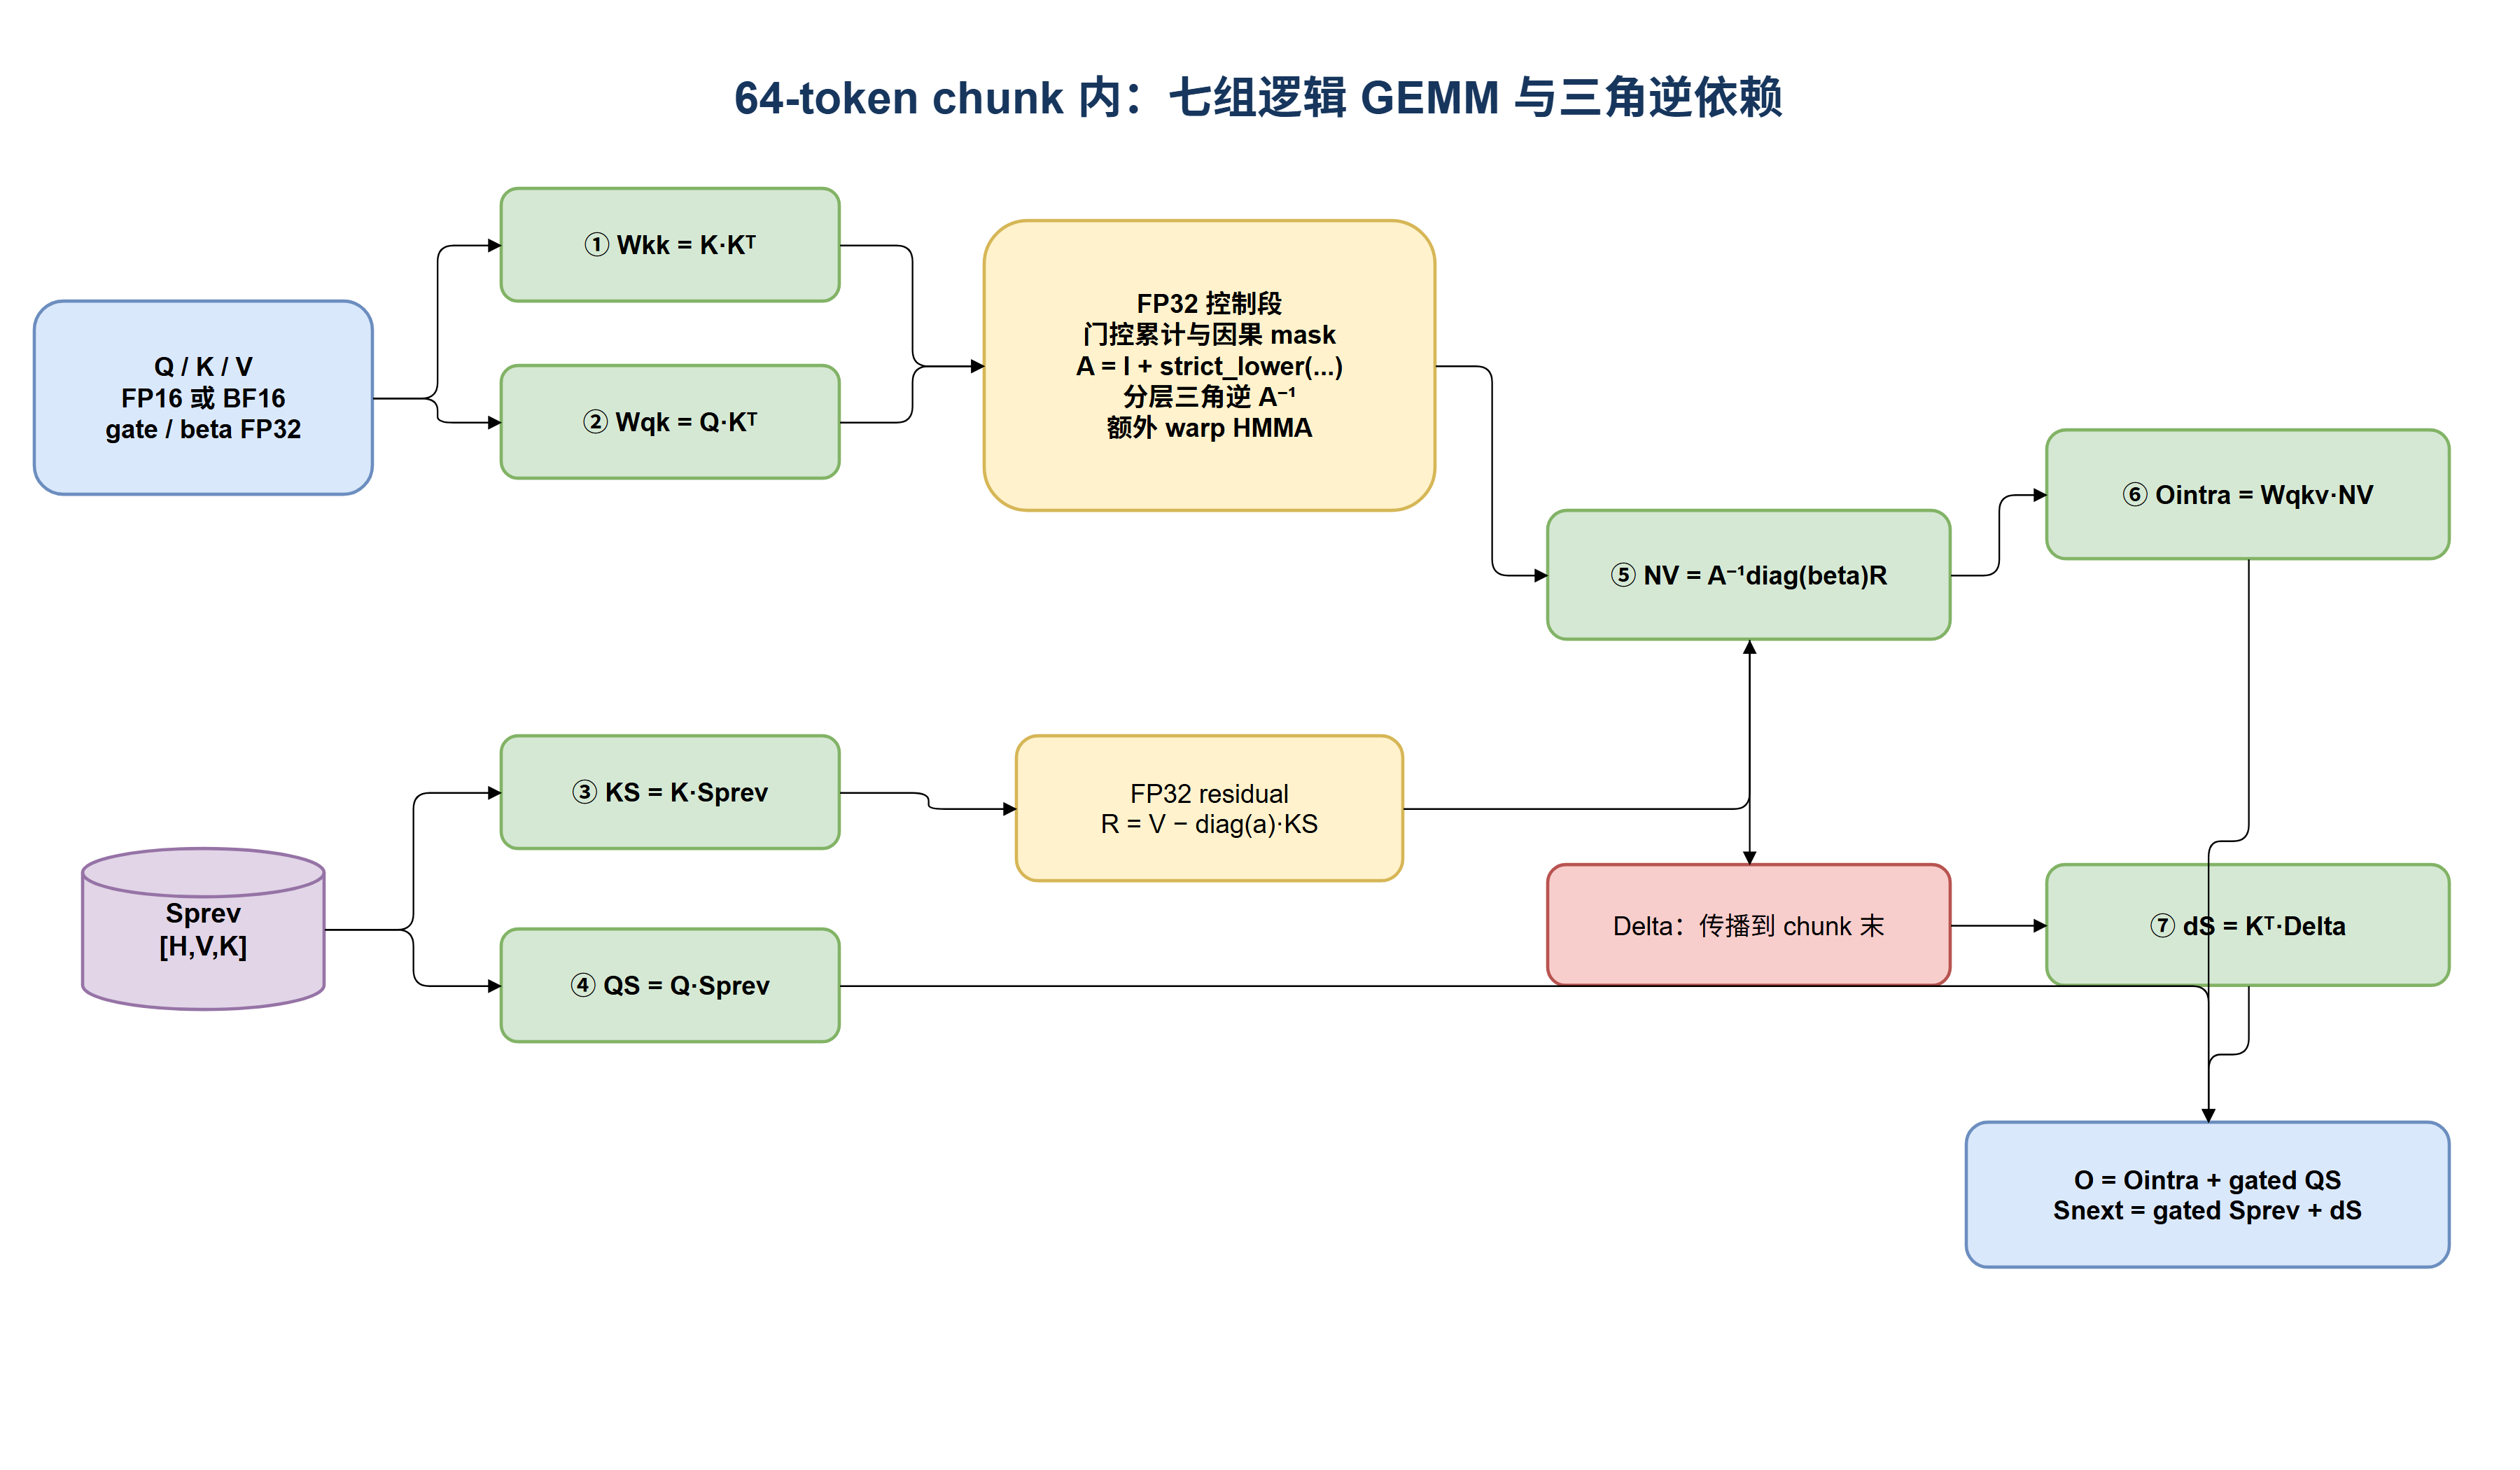 64-token chunk 内：七组逻辑 GEMM 与三角逆依赖
Q / K / V
FP16 或 BF16
gate / beta FP32
① Wkk = K·Kᵀ
② Wqk = Q·Kᵀ
FP32 控制段
门控累计与因果 mask
A = I + strict_lower(...)
分层三角逆 A⁻¹
额外 warp HMMA
⑤ NV = A⁻¹diag(beta)R
⑥ Ointra = Wqkv·NV
Sprev
[H,V,K]
③ KS = K·Sprev
④ QS = Q·Sprev
FP32 residual
R = V − diag(a)·KS
Delta：传播到 chunk 末
⑦ dS = Kᵀ·Delta
O = Ointra + gated QS
Snext = gated Sprev + dS